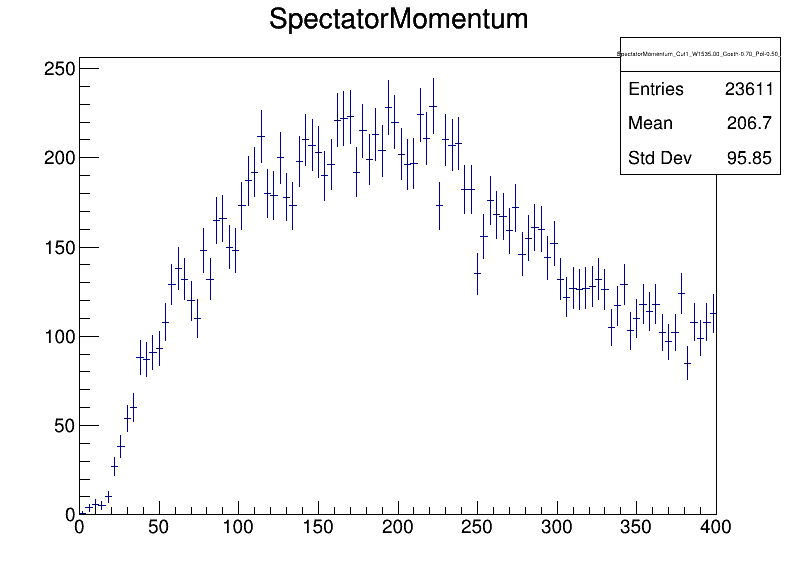 SpectatorMomentum
SpectatorMomentum_Cut1_W1535.00_Costh-0.70_Pol-0.50_
Entries 23611
Mean 206.7
Std Dev 95.85
250
200
150
100
50
0
0 50 100 150 200 250 300 350 400